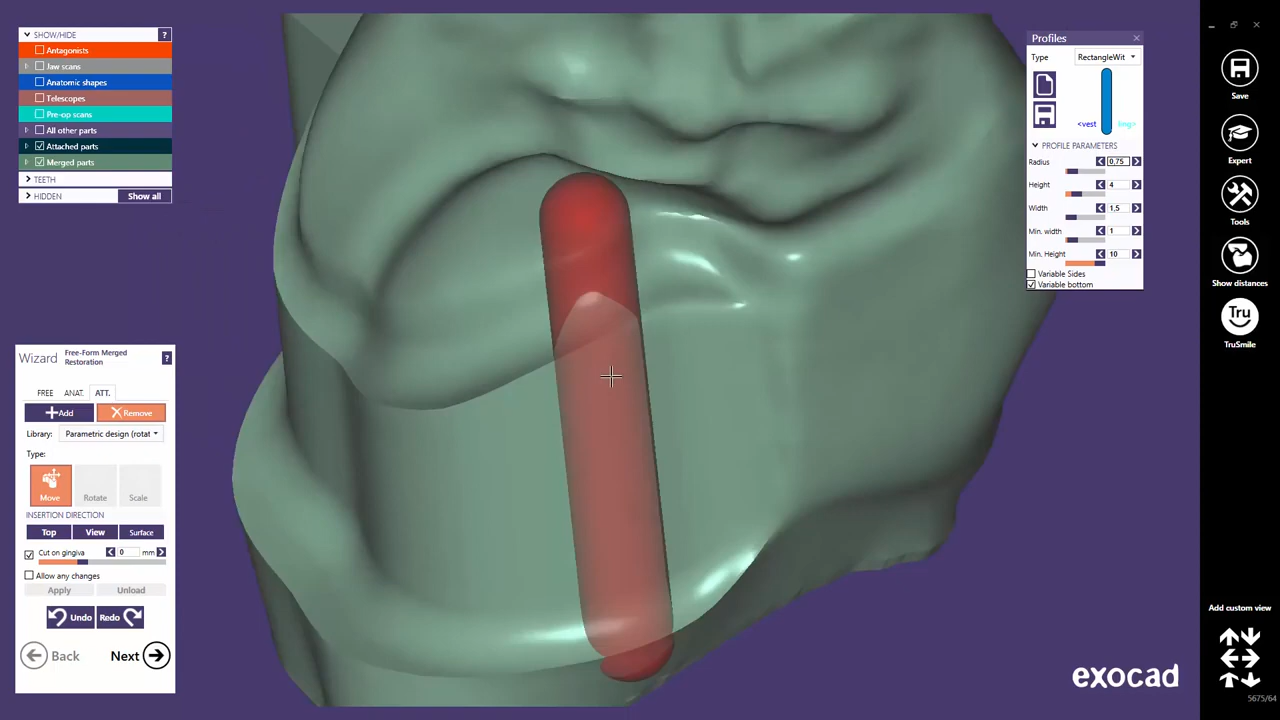 SHOW/HIDE ?
Antagonists
Jaw scans
Anatomic shapes
Telescopes
Pre-op scans
All other parts
Attached parts
Merged parts
TEETH
HIDDEN Show all
Wizard Free-Form Merged Restoration ?
FREE ANAT. ATT.
Add Remove
Library: Parametric design (rotat
Type:
Move Rotate Scale
INSERTION DIRECTION
Top View Surface
Cut on gingiva 0 mm
Allow any changes
Apply Unload
Undo Redo
Back Next
Profiles
Type RectangleWit
<vest ling>
PROFILE PARAMETERS
Radius 0,75
Height 4
Width 1,5
Min. width 1
Min. Height 10
Variable Sides
Variable bottom
Save
Expert
Tools
Show distances
Tru
TruSmile
Add custom view
5675/64
exocad